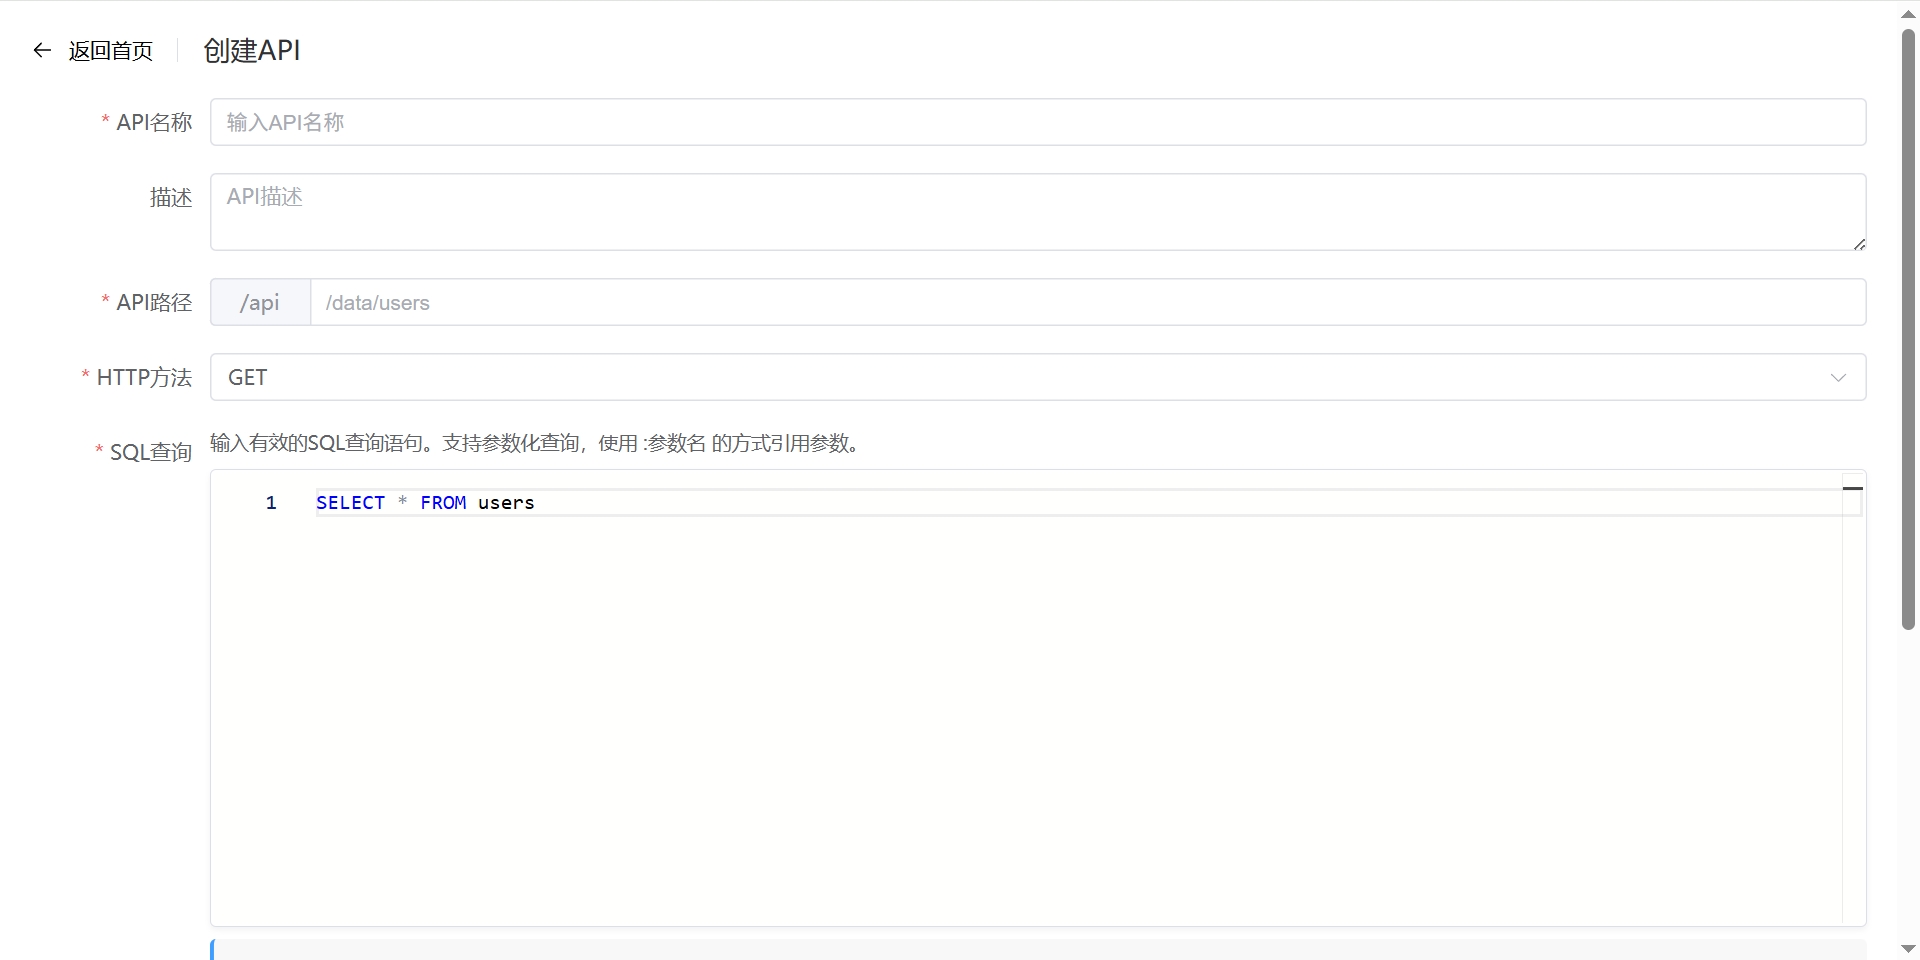 返回首页 创建API
* API名称 输入API名称
描述 API描述
* API路径 /api /data/users
* HTTP方法 GET
* SQL查询 输入有效的SQL查询语句。支持参数化查询，使用 :参数名 的方式引用参数。
1 SELECT * FROM users